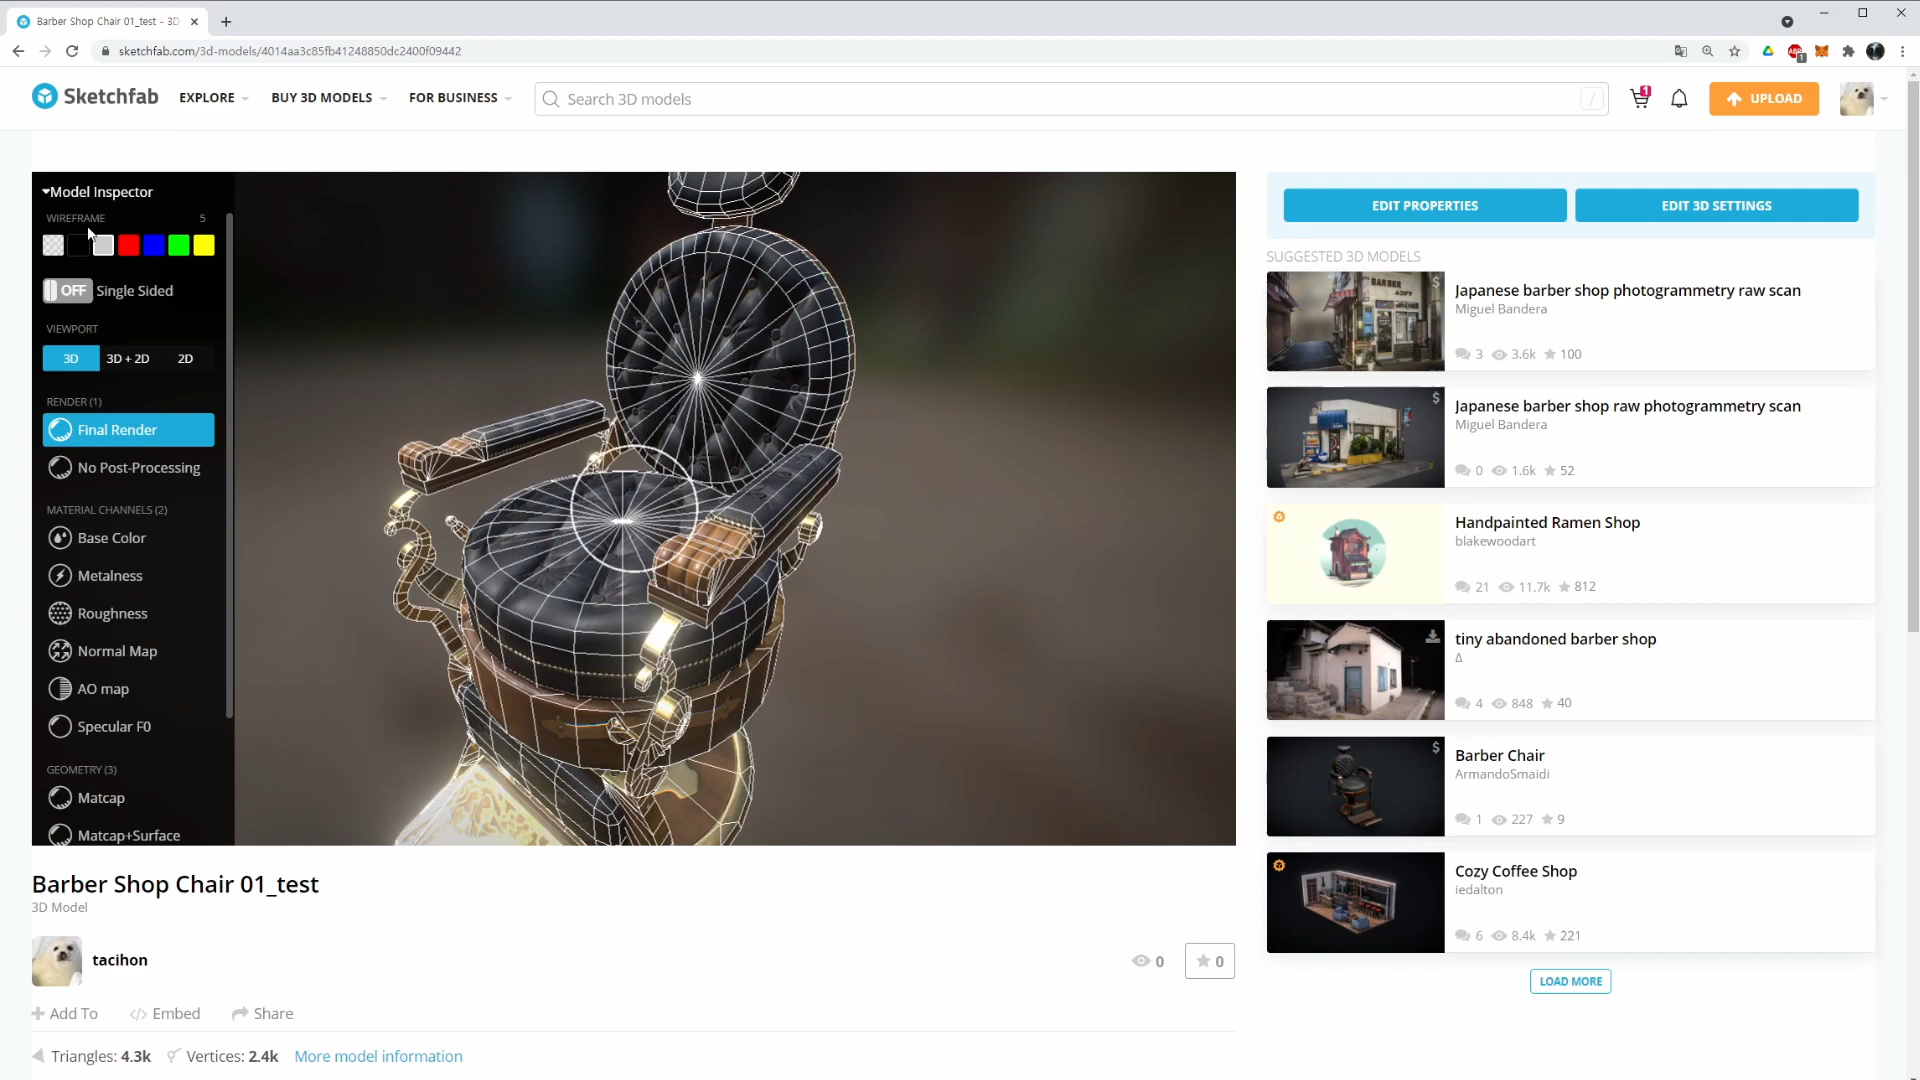 Barber Shop Chair 01_test - 3D
sketchfab.com/3d-models/4014aa3c85fb41248850dc2400f09442
ABP
1
Sketchfab
EXPLORE
BUY 3D MODELS
FOR BUSINESS
Search 3D models
/
1
UPLOAD
Model Inspector
WIREFRAME 5
OFF Single Sided
VIEWPORT
3D 3D + 2D 2D
RENDER (1)
Final Render
No Post-Processing
MATERIAL CHANNELS (2)
Base Color
Metalness
Roughness
Normal Map
AO map
Specular F0
GEOMETRY (3)
Matcap
Matcap+Surface
EDIT PROPERTIES
EDIT 3D SETTINGS
SUGGESTED 3D MODELS
BARBER
$
Japanese barber shop photogrammetry raw scan
Miguel Bandera
3 3.6k 100
$
Japanese barber shop raw photogrammetry scan
Miguel Bandera
0 1.6k 52
Handpainted Ramen Shop
blakewoodart
21 11.7k 812
tiny abandoned barber shop
Δ
4 848 40
$
Barber Chair
ArmandoSmaidi
1 227 9
Cozy Coffee Shop
iedalton
6 8.4k 221
LOAD MORE
Barber Shop Chair 01_test
3D Model
tacihon
0
0
Add To
Embed
Share
Triangles: 4.3k Vertices: 2.4k More model information